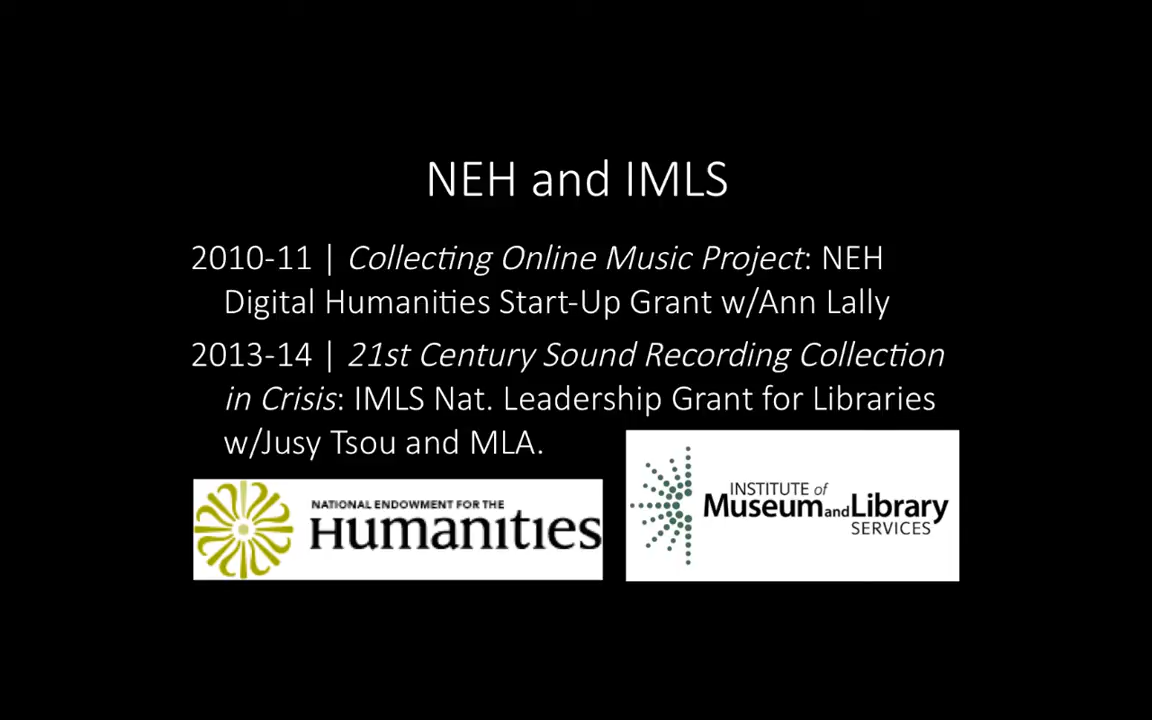 NEH and IMLS
2010-11 | Collecting Online Music Project: NEH
Digital Humanities Start-Up Grant w/Ann Lally
2013-14 | 21st Century Sound Recording Collection
in Crisis: IMLS Nat. Leadership Grant for Libraries
w/Jusy Tsou and MLA.
NATIONAL ENDOWMENT FOR THE
Humanities
INSTITUTE of
Museum and Library
SERVICES